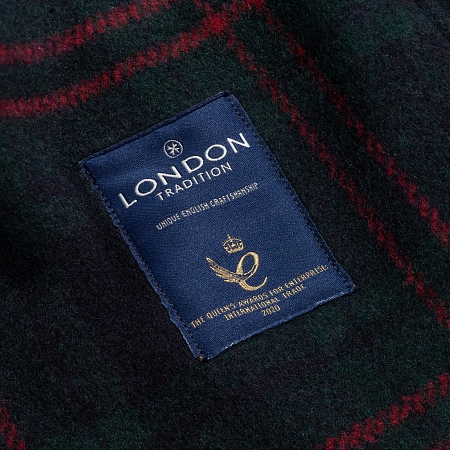 LONDON
TRADITION
UNIQUE ENGLISH CRAFTSMANSHIP
THE QUEEN'S AWARDS FOR ENTERPRISE:
INTERNATIONAL TRADE
2020